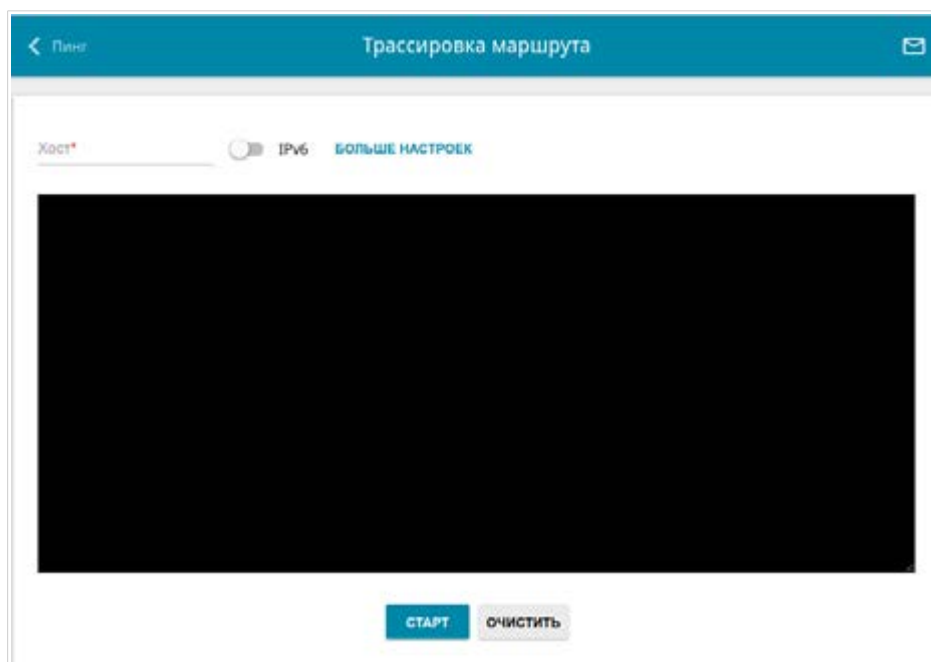 Пинг
Трассировка маршрута
Хост*
IPv6
БОЛЬШЕ НАСТРОЕК
СТАРТ
ОЧИСТИТЬ